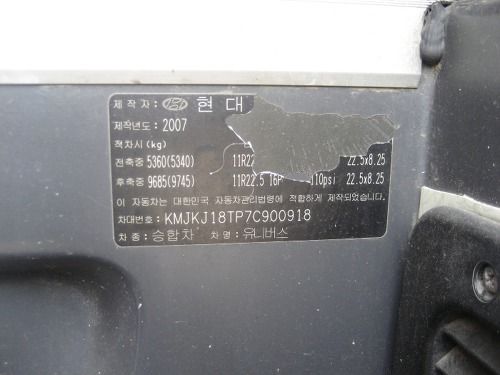 제 작 자 : 현 대
제작년도 : 2007
적차시(kg)
전축중 5360(5340) 11R22 22.5x8.25
후축중 9685(9745) 11R22.5 16P 110psi 22.5x8.25
이 자동차는 대한민국 자동차관리법령에 적합하게 제작되었습니다.
차대번호 : KMJKJ18TP7C900918
차 종 : 승합차 차 명 : 유니버스